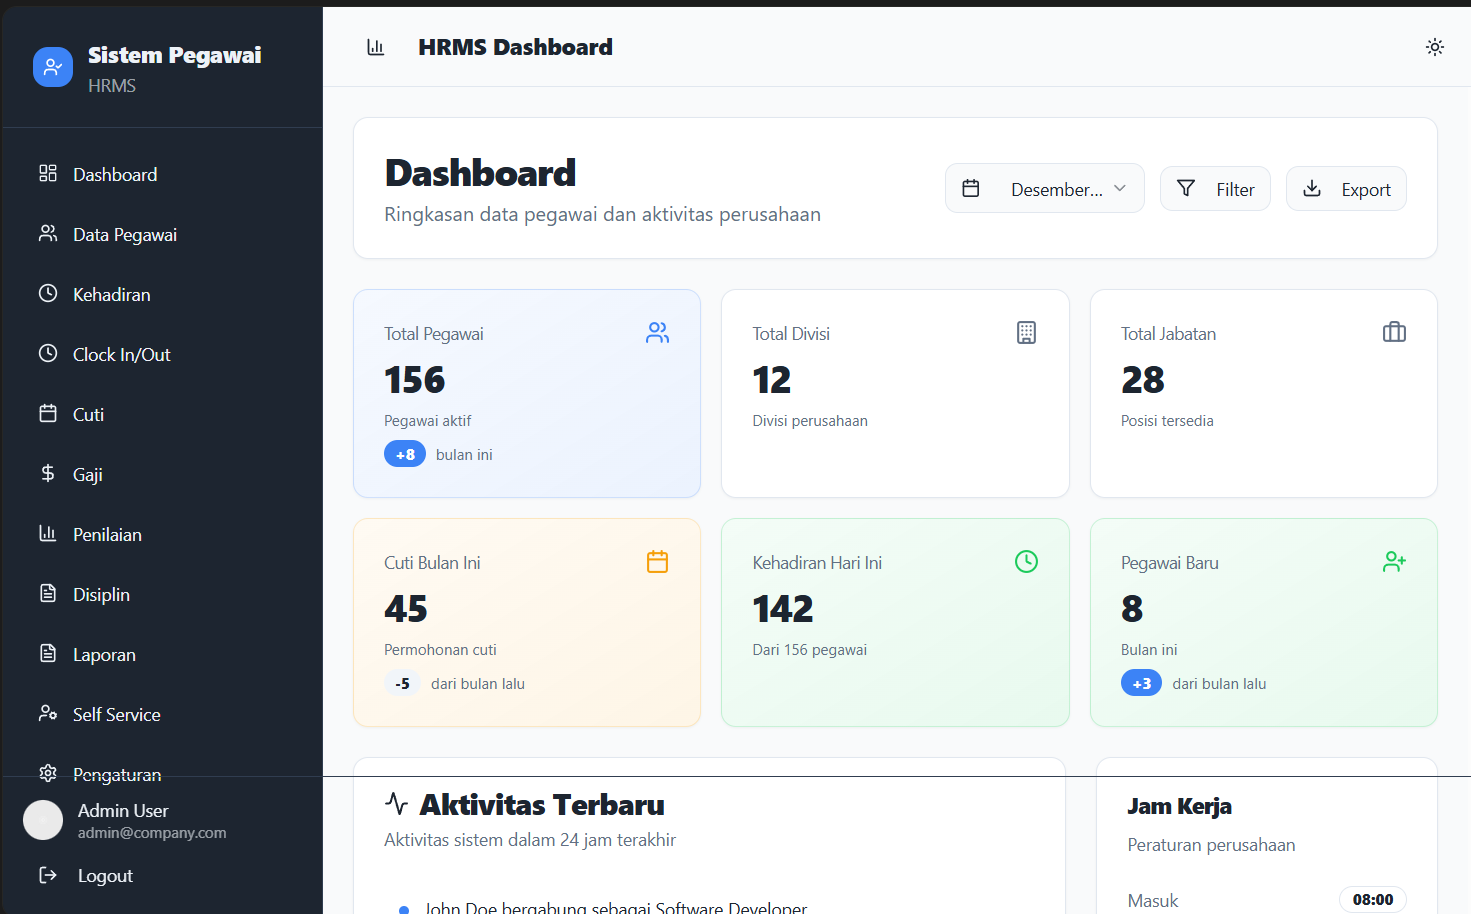 Sistem Pegawai
HRMS
Dashboard
Data Pegawai
Kehadiran
Clock In/Out
Cuti
Gaji
Penilaian
Disiplin
Laporan
Self Service
Pengaturan
Admin User
admin@company.com
Logout
HRMS Dashboard
Dashboard
Ringkasan data pegawai dan aktivitas perusahaan
Desember...
Filter
Export
Total Pegawai
156
Pegawai aktif
+8 bulan ini
Total Divisi
12
Divisi perusahaan
Total Jabatan
28
Posisi tersedia
Cuti Bulan Ini
45
Permohonan cuti
-5 dari bulan lalu
Kehadiran Hari Ini
142
Dari 156 pegawai
Pegawai Baru
8
Bulan ini
+3 dari bulan lalu
Aktivitas Terbaru
Aktivitas sistem dalam 24 jam terakhir
John Doe bergabung sebagai Software Developer
Jam Kerja
Peraturan perusahaan
Masuk 08:00